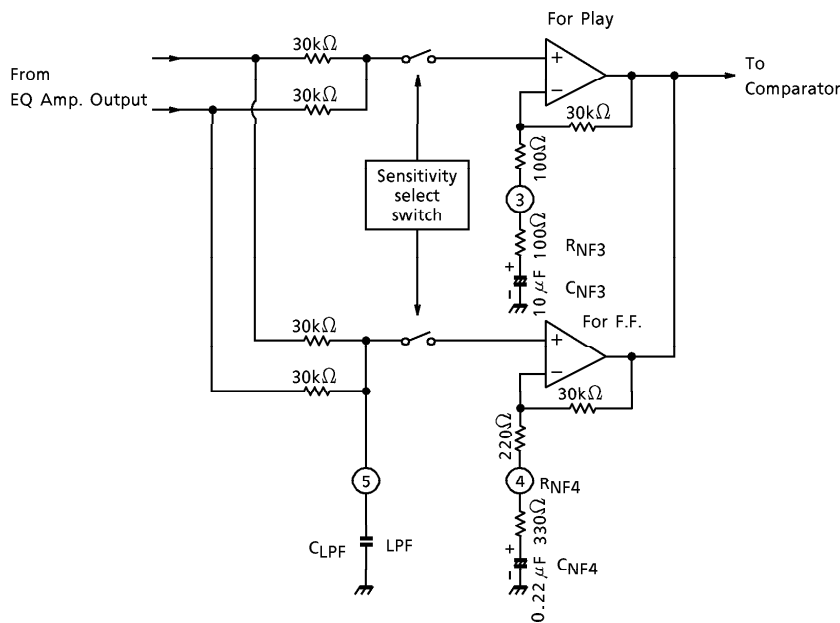 For Play
30kΩ
From
EQ Amp. Output
30kΩ
+
−
To
Comparator
30kΩ
100Ω
Sensitivity
select
switch
3
100Ω
RNF3
+
−
10 μF
CNF3
For F.F.
30kΩ
+
−
30kΩ
30kΩ
220Ω
5
4
RNF4
330Ω
CLPF
LPF
+
−
0.22 μF
CNF4